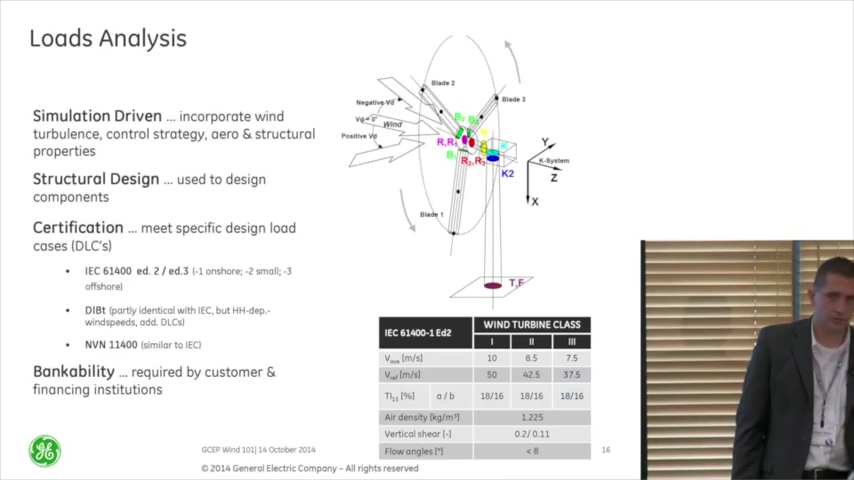 Loads Analysis
Simulation Driven ... incorporate wind
turbulence, control strategy, aero & structural
properties
Structural Design ... used to design
components
Certification ... meet specific design load
cases (DLC's)
• IEC 61400 ed. 2 / ed.3 (-1 onshore; -2 small; -3
offshore)
• DIBt (partly identical with IEC, but HH-dep.-
windspeeds, add. DLCs)
• NVN 11400 (similar to IEC)
Bankability ... required by customer &
financing institutions
Blade 2
Blade 3
Negative Vd
Vd = 0°
Wind
Positive Vd
K
K2
Y
K-System
Z
X
Blade 1
T,F
IEC 61400-1 Ed2
WIND TURBINE CLASS
I II III
Vave [m/s] 10 8.5 7.5
Vref [m/s] 50 42.5 37.5
TI15 [%] a / b 18/16 18/16 18/16
Air density [kg/m³] 1.225
Vertical shear [-] 0.2/ 0.11
Flow angles [°] < 8
GCEP Wind 101| 14 October 2014
16
© 2014 General Electric Company – All rights reserved